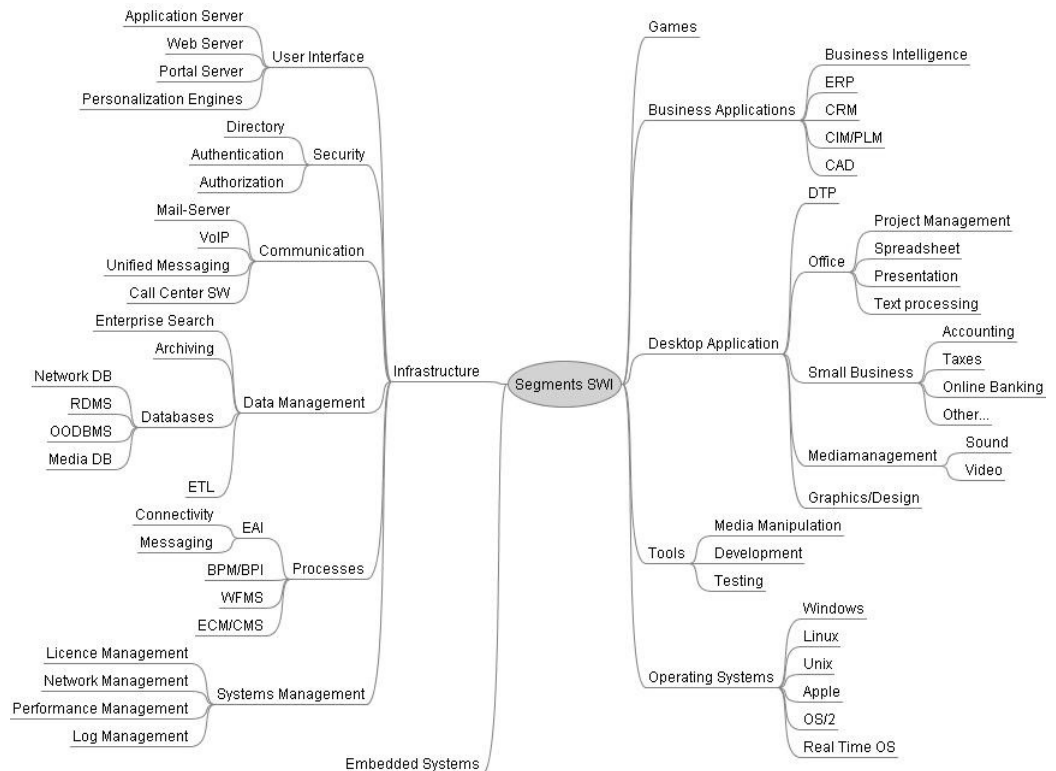 Segments SWI
Infrastructure
User Interface
Application Server
Web Server
Portal Server
Personalization Engines
Security
Directory
Authentication
Authorization
Communication
Mail-Server
VoIP
Unified Messaging
Call Center SW
Data Management
Enterprise Search
Archiving
Databases
Network DB
RDMS
OODBMS
Media DB
ETL
Processes
EAI
Connectivity
Messaging
BPM/BPI
WFMS
ECM/CMS
Systems Management
Licence Management
Network Management
Performance Management
Log Management
Embedded Systems
Games
Business Applications
Business Intelligence
ERP
CRM
CIM/PLM
CAD
Desktop Application
DTP
Office
Project Management
Spreadsheet
Presentation
Text processing
Small Business
Accounting
Taxes
Online Banking
Other...
Mediamanagement
Sound
Video
Graphics/Design
Tools
Media Manipulation
Development
Testing
Operating Systems
Windows
Linux
Unix
Apple
OS/2
Real Time OS